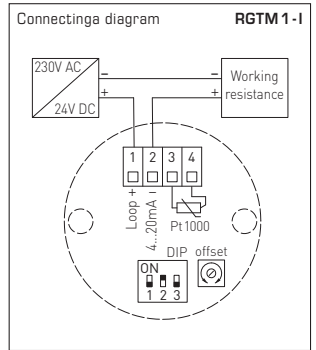 Connectinga diagram RGTM 1 - I
230V AC
24V DC
– –
+ +
Working
resistance
1 2 3 4
Loop +
4...20mA –
Pt1000
DIP offset
ON
1 2 3